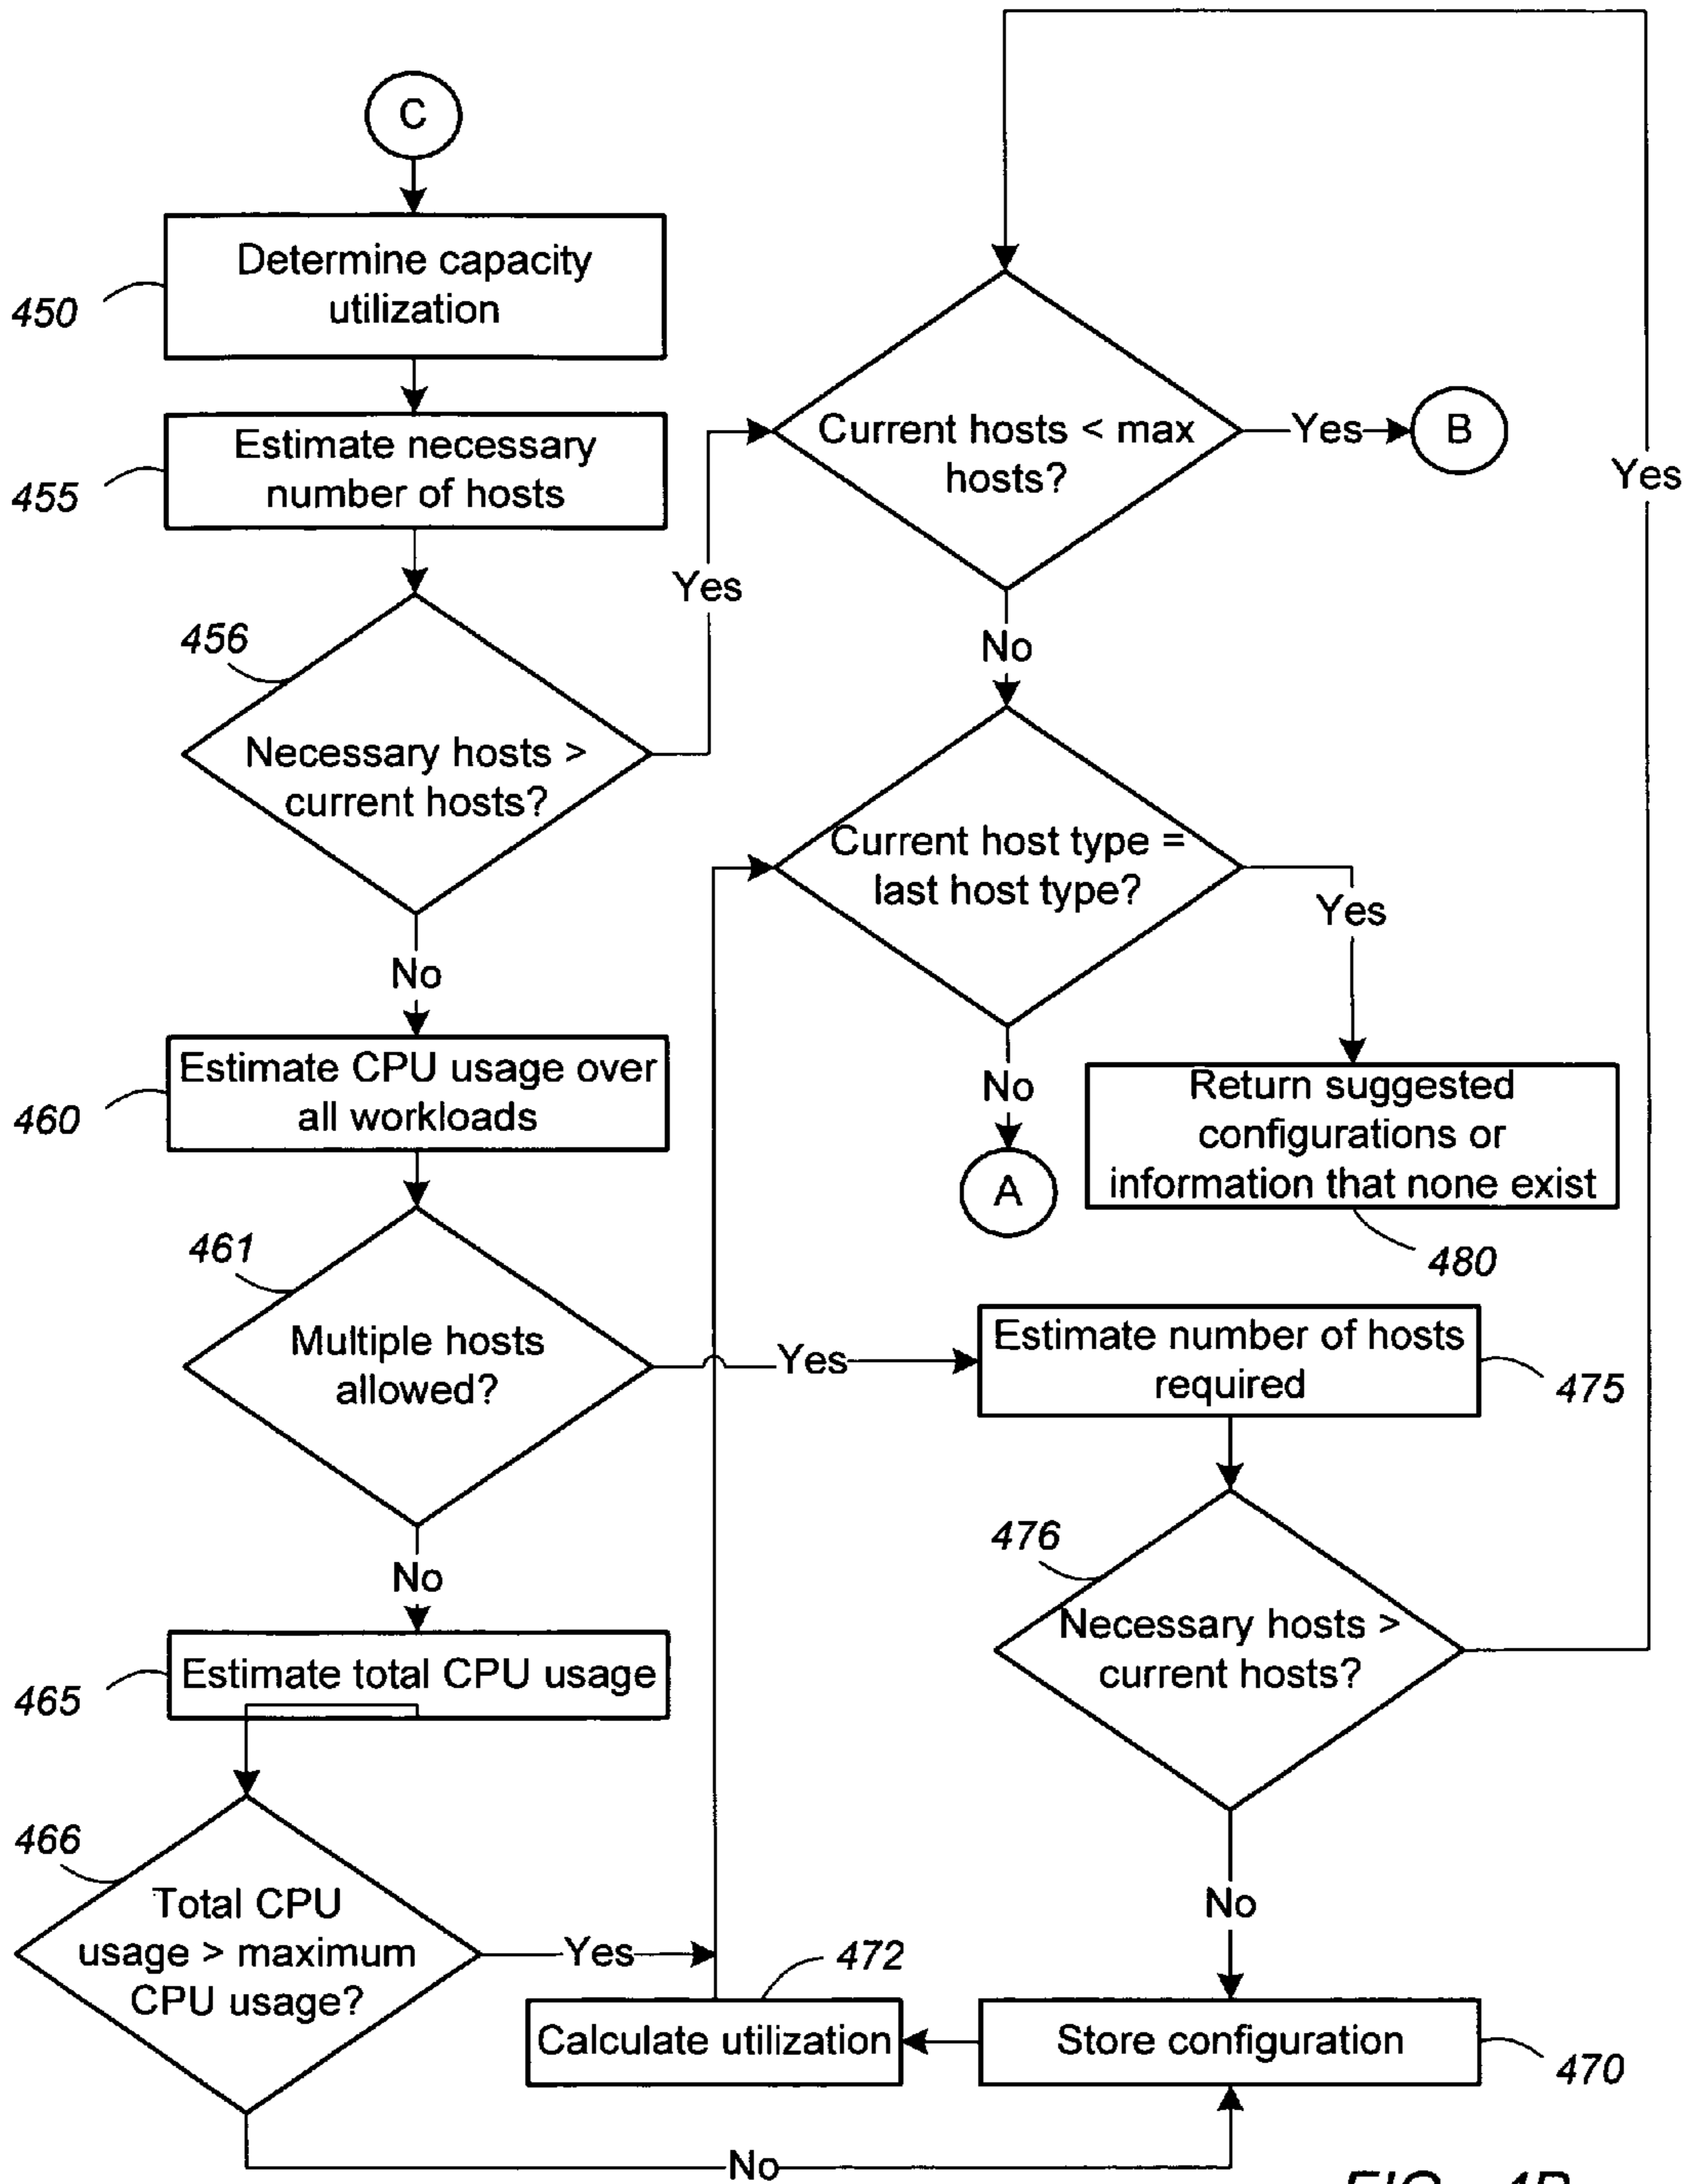 C
Determine capacity
utilization
450
Estimate necessary
number of hosts
455
456
Necessary hosts >
current hosts?
Yes
No
Current hosts < max
hosts?
Yes
B
Yes
No
Current host type =
last host type?
Yes
No
A
Return suggested
configurations or
information that none exist
480
Estimate CPU usage over
all workloads
460
461
Multiple hosts
allowed?
Yes
No
Estimate number of hosts
required
475
476
Necessary hosts >
current hosts?
No
Estimate total CPU usage
465
466
Total CPU
usage > maximum
CPU usage?
Yes
No
472
Calculate utilization
Store configuration
470